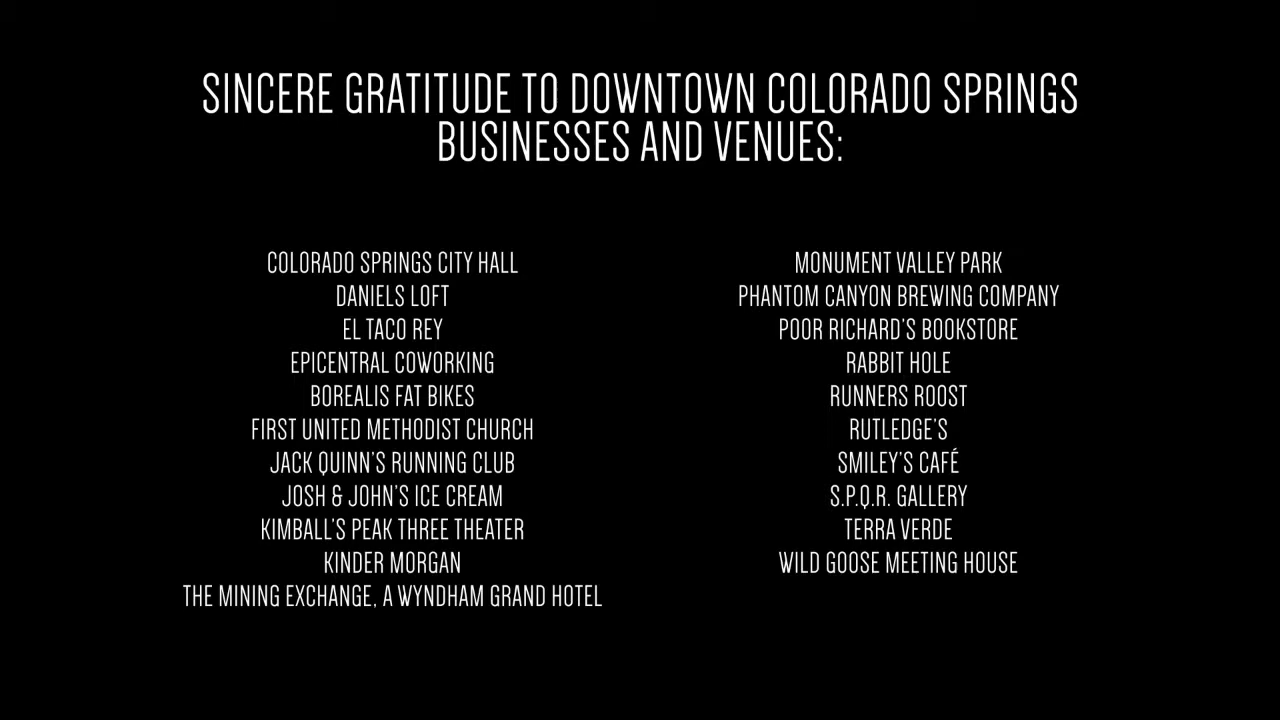 SINCERE GRATITUDE TO DOWNTOWN COLORADO SPRINGS
BUSINESSES AND VENUES:
COLORADO SPRINGS CITY HALL
DANIELS LOFT
EL TACO REY
EPICENTRAL COWORKING
BOREALIS FAT BIKES
FIRST UNITED METHODIST CHURCH
JACK QUINN'S RUNNING CLUB
JOSH & JOHN'S ICE CREAM
KIMBALL'S PEAK THREE THEATER
KINDER MORGAN
THE MINING EXCHANGE, A WYNDHAM GRAND HOTEL
MONUMENT VALLEY PARK
PHANTOM CANYON BREWING COMPANY
POOR RICHARD'S BOOKSTORE
RABBIT HOLE
RUNNERS ROOST
RUTLEDGE'S
SMILEY'S CAFÉ
S.P.Q.R. GALLERY
TERRA VERDE
WILD GOOSE MEETING HOUSE